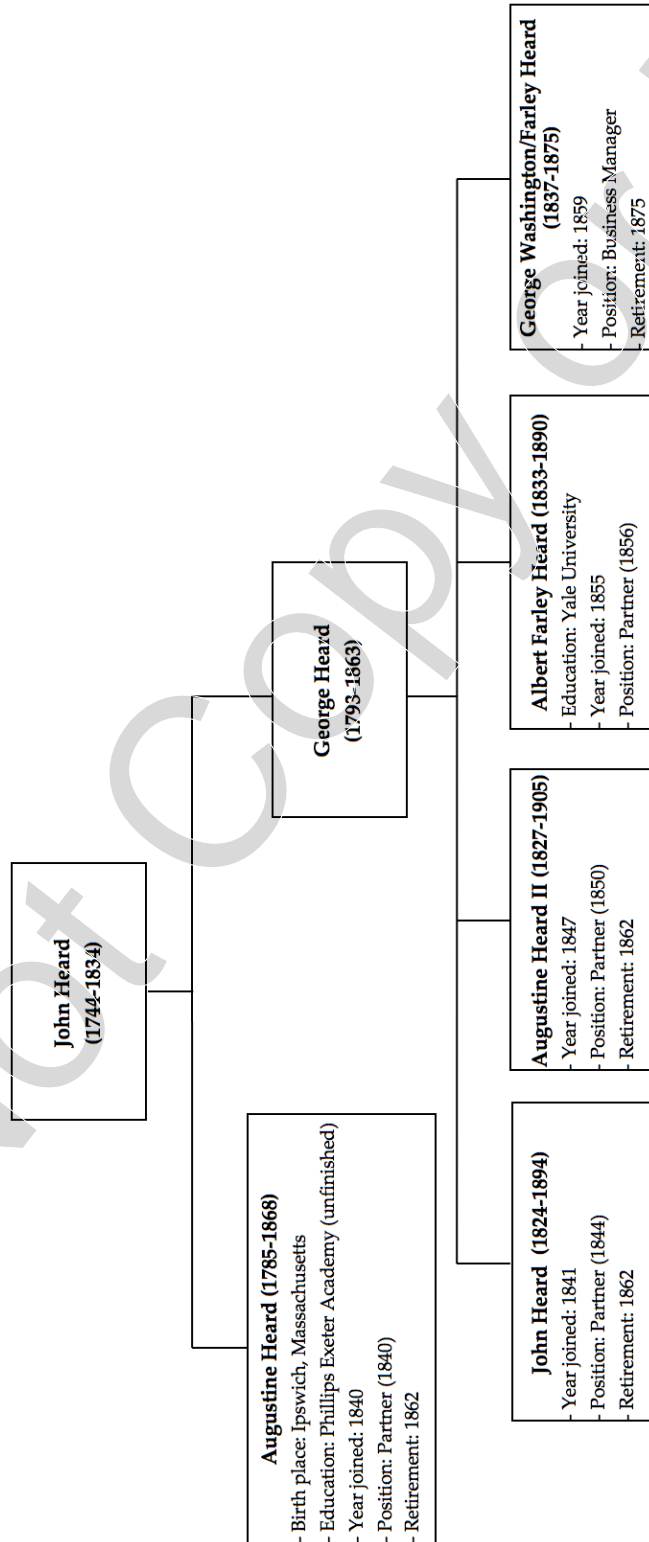 John Heard
(1744-1834)
Augustine Heard (1785-1868)
- Birth place: Ipswich, Massachusetts
- Education: Phillips Exeter Academy (unfinished)
- Year joined: 1840
- Position: Partner (1840)
- Retirement: 1862
George Heard
(1793-1863)
John Heard (1824-1894)
- Year joined: 1841
- Position: Partner (1844)
- Retirement: 1862
Augustine Heard II (1827-1905)
- Year joined: 1847
- Position: Partner (1850)
- Retirement: 1862
Albert Farley Heard (1833-1890)
- Education: Yale University
- Year joined: 1855
- Position: Partner (1856)
George Washington/Farley Heard
(1837-1875)
- Year joined: 1859
- Position: Business Manager
- Retirement: 1875
Not Copy or